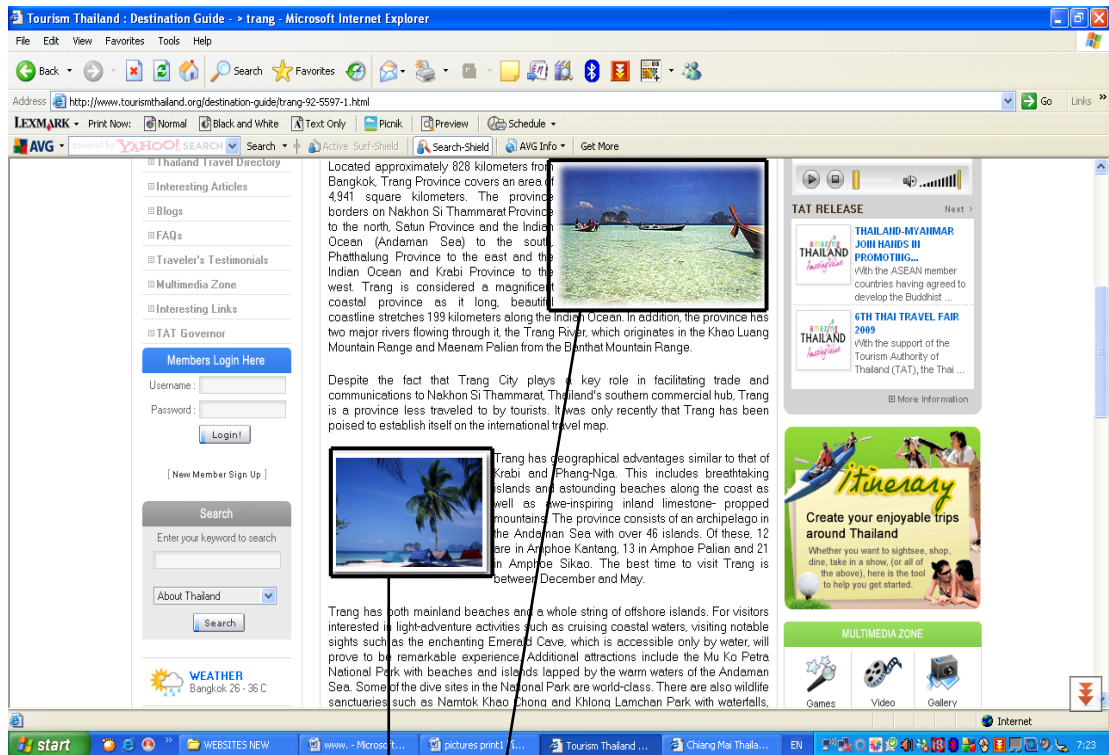 Tourism Thailand : Destination Guide - > trang - Microsoft Internet Explorer
File Edit View Favorites Tools Help
Back Search Favorites
Address http://www.tourismthailand.org/destination-guide/trang-92-5597-1.html Go Links »
LEXMARK Print Now: Normal Black and White Text Only Picnik Preview Schedule
AVG powered by YAHOO! SEARCH Search Active Surf-Shield Search-Shield AVG Info Get More
Thailand Travel Directory
Interesting Articles
Blogs
FAQs
Traveler's Testimonials
Multimedia Zone
Interesting Links
TAT Governor
Members Login Here
Username :
Password :
Login!
[ New Member Sign Up ]
Search
Enter your keyword to search
About Thailand
Search
WEATHER
Bangkok 26 - 36 C
Located approximately 828 kilometers from
Bangkok, Trang Province covers an area of
4,941 square kilometers. The province
borders on Nakhon Si Thammarat Province
to the north, Satun Province and the Indian
Ocean (Andaman Sea) to the south,
Phatthalung Province to the east and the
Indian Ocean and Krabi Province to the
west. Trang is considered a magnificent
coastal province as it long, beautiful
coastline stretches 199 kilometers along the Indian Ocean. In addition, the province has
two major rivers flowing through it, the Trang River, which originates in the Khao Luang
Mountain Range and Maenam Palian from the Banthat Mountain Range.
Despite the fact that Trang City plays a key role in facilitating trade and
communications to Nakhon Si Thammarat, Thailand's southern commercial hub, Trang
is a province less traveled to by tourists. It was only recently that Trang has been
poised to establish itself on the international travel map.
Trang has geographical advantages similar to that of
Krabi and Phang-Nga. This includes breathtaking
islands and astounding beaches along the coast as
well as awe-inspiring inland limestone- propped
mountains. The province consists of an archipelago in
the Andaman Sea with over 46 islands. Of these, 12
are in Amphoe Kantang, 13 in Amphoe Palian and 21
in Amphoe Sikao. The best time to visit Trang is
between December and May.
Trang has both mainland beaches and a whole string of offshore islands. For visitors
interested in light-adventure activities such as cruising coastal waters, visiting notable
sights such as the enchanting Emerald Cave, which is accessible only by water, will
prove to be remarkable experience. Additional attractions include the Mu Ko Petra
National Park with beaches and islands lapped by the warm waters of the Andaman
Sea. Some of the dive sites in the National Park are world-class. There are also wildlife
sanctuaries such as Namtok Khao Chong and Khlong Lamchan Park with waterfalls,
TAT RELEASE Next >
amazing THAILAND Amazing Value
THAILAND-MYANMAR
JOIN HANDS IN
PROMOTING...
With the ASEAN member
countries having agreed to
develop the Buddhist ...
amazing THAILAND Amazing Value
6TH THAI TRAVEL FAIR
2009
With the support of the
Tourism Authority of
Thailand (TAT), the Thai ...
More Information
itinerary
Create your enjoyable trips
around Thailand
Whether you want to sightsee, shop,
dine, take in a show, (or all of
the above), here is the tool
to help you get started.
MULTIMEDIA ZONE
Games Video Gallery
Internet
start » WEBSITES NEW www. - Microsoft... pictures print1 Tourism Thailand ... Chiang Mai Thaila... EN 7:23